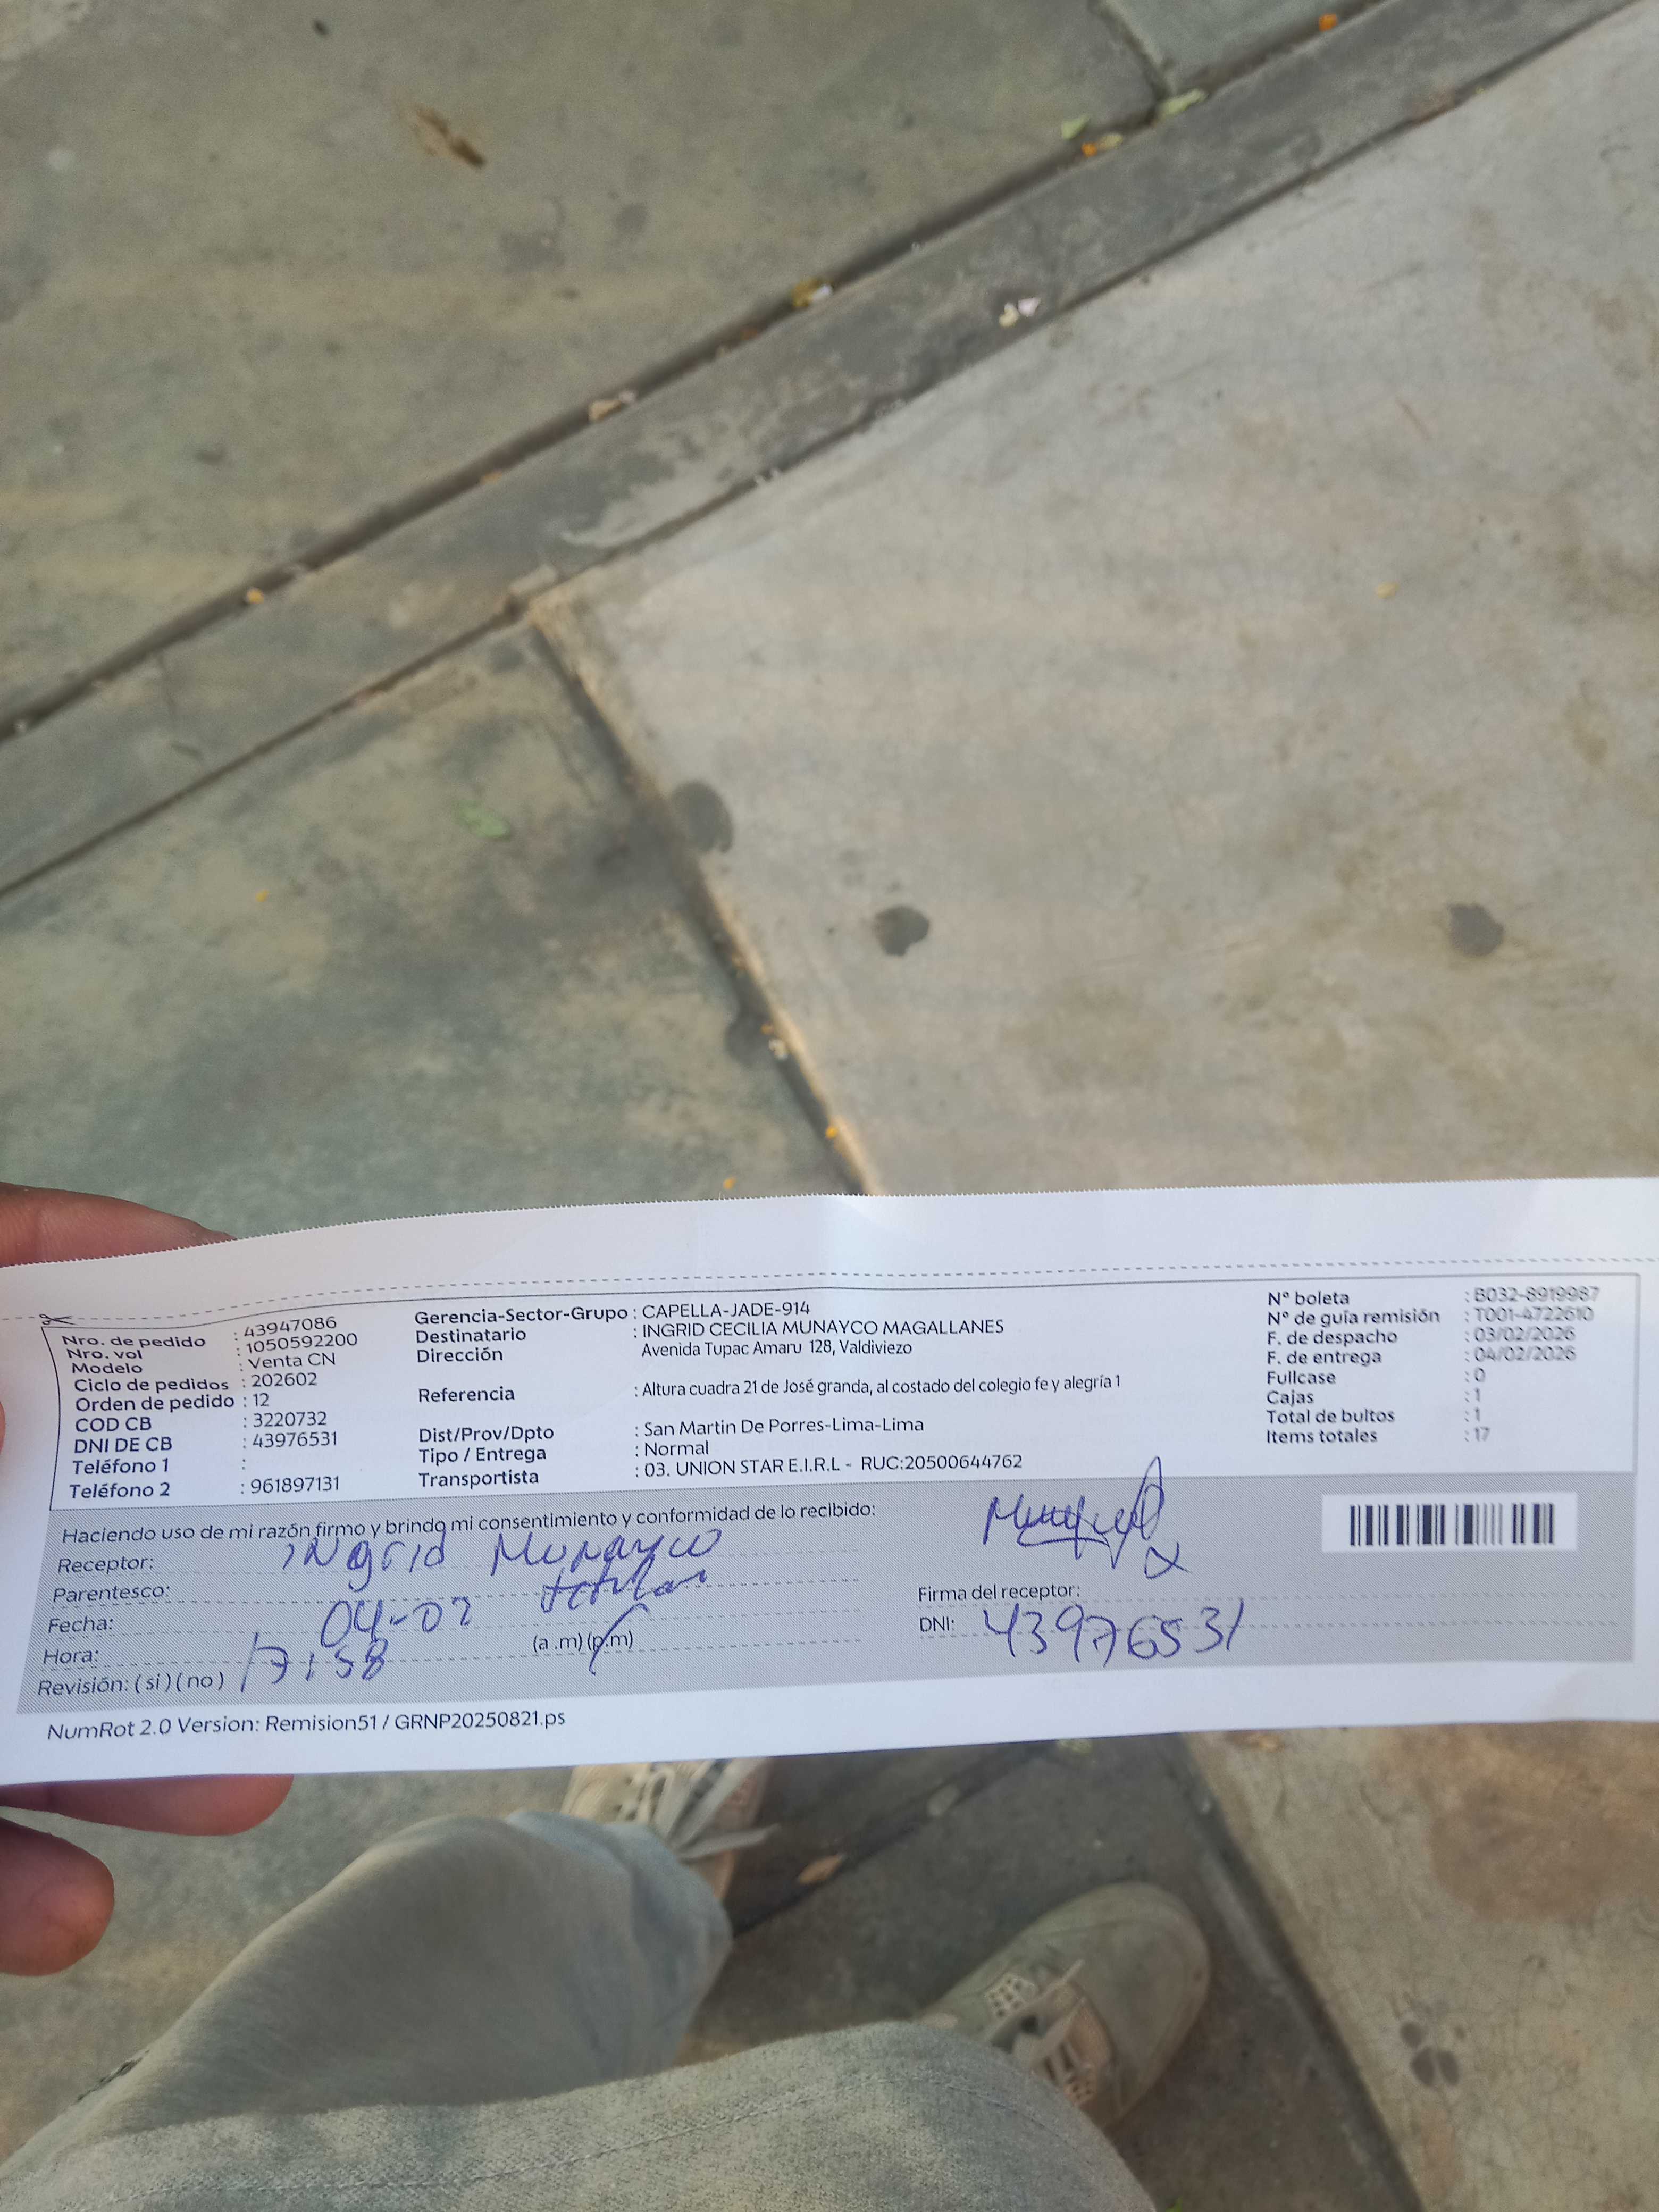 Nro. de pedido : 43947086
Nro. vol : 1050592200
Modelo : Venta CN
Ciclo de pedidos : 202602
Orden de pedido : 12
COD CB : 3220732
DNI DE CB : 43976531
Teléfono 1 :
Teléfono 2 : 961897131
Gerencia-Sector-Grupo : CAPELLA-JADE-914
Destinatario : INGRID CECILIA MUNAYCO MAGALLANES
Dirección Avenida Tupac Amaru 128, Valdiviezo
Referencia : Altura cuadra 21 de José granda, al costado del colegio fe y alegría 1
Dist/Prov/Dpto : San Martin De Porres-Lima-Lima
Tipo / Entrega : Normal
Transportista : 03. UNION STAR E.I.R.L - RUC:20500644762
Nº boleta : B032-8919987
Nº de guía remisión : T001-4722610
F. de despacho : 03/02/2026
F. de entrega : 04/02/2026
Fullcase : 0
Cajas : 1
Total de bultos : 1
Items totales : 17
Haciendo uso de mi razón firmo y brindo mi consentimiento y conformidad de lo recibido:
Receptor: INgrid Munayco
Parentesco: titular
Fecha: 04-02
Hora: 17:58 (a .m) (p.m)
Revisión: ( si ) ( no )
Firma del receptor:
DNI: 43976531
NumRot 2.0 Version: Remision51 / GRNP20250821.ps